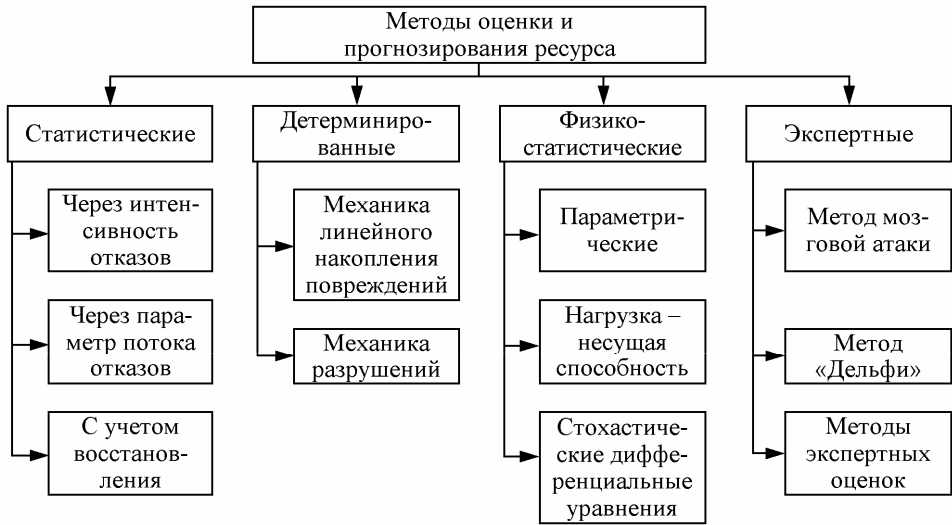 Методы оценки и
прогнозирования ресурса
Статистические
Через интен-
сивность
отказов
Через пара-
метр потока
отказов
С учетом
восстанов-
ления
Детерминиро-
ванные
Механика
линейного
накопления
повреждений
Механика
разрушений
Физико-
статистические
Параметри-
ческие
Нагрузка –
несущая
способность
Стохастиче-
ские диффе-
ренциальные
уравнения
Экспертные
Метод моз-
говой атаки
Метод
«Дельфи»
Методы
экспертных
оценок